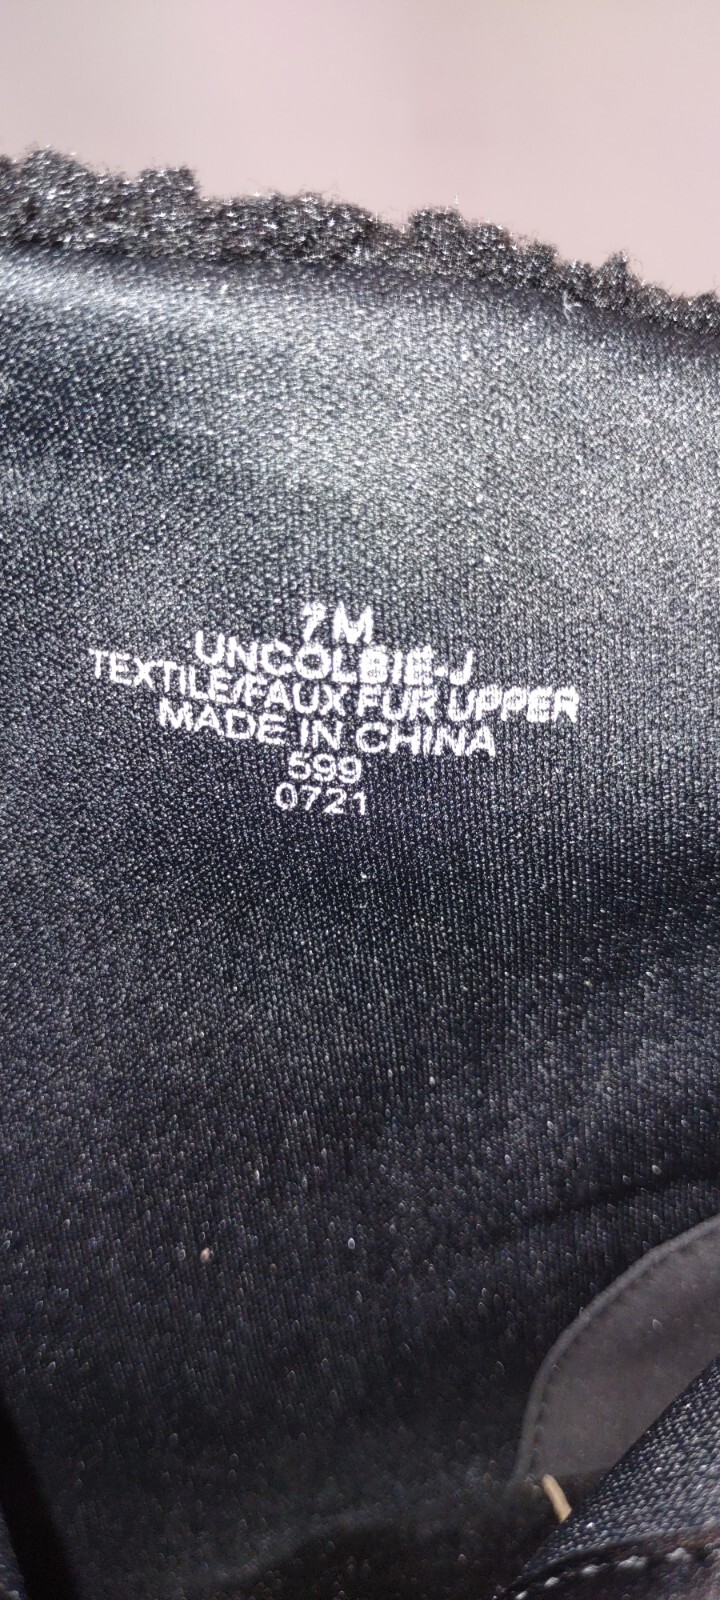 7M
UNCOLBIE-J
TEXTILE/FAUX FUR UPPER
MADE IN CHINA
599
0721